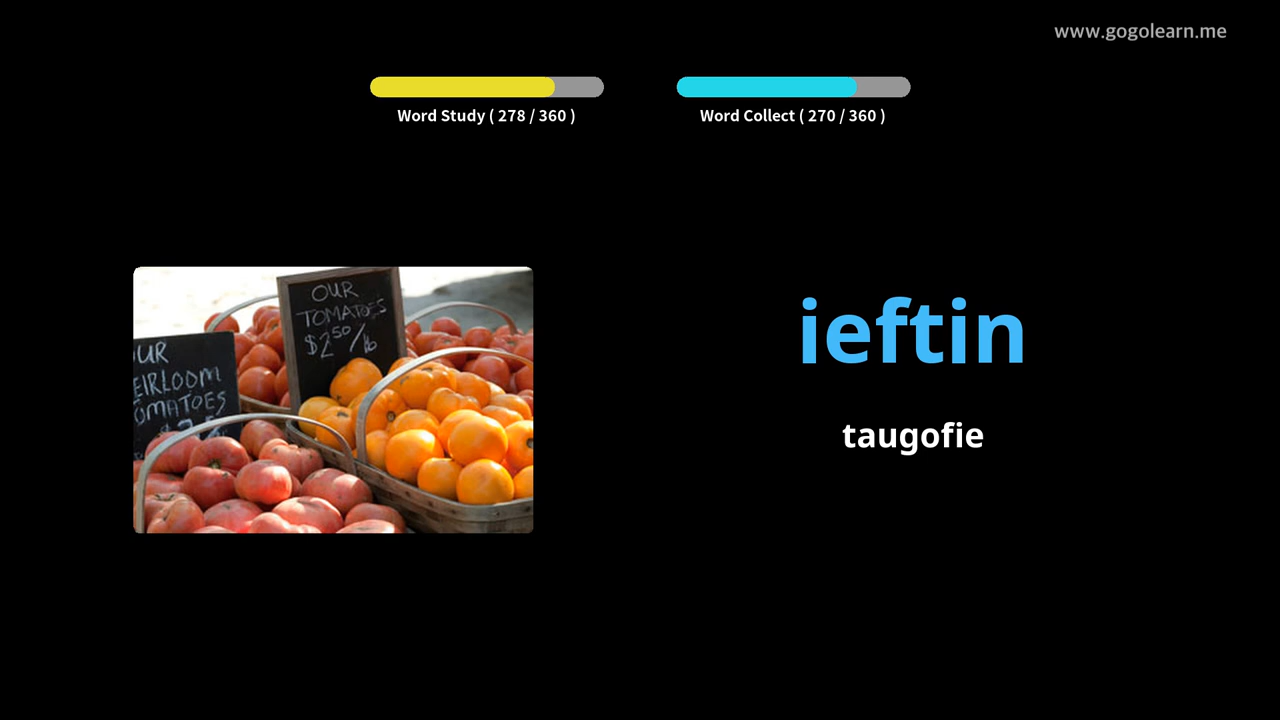 www.gogolearn.me
Word Study ( 278 / 360 )
Word Collect ( 270 / 360 )
OUR
TOMATOES
$2.50/lb
UR
EIRLOOM
OMATOES
ieftin
taugofie